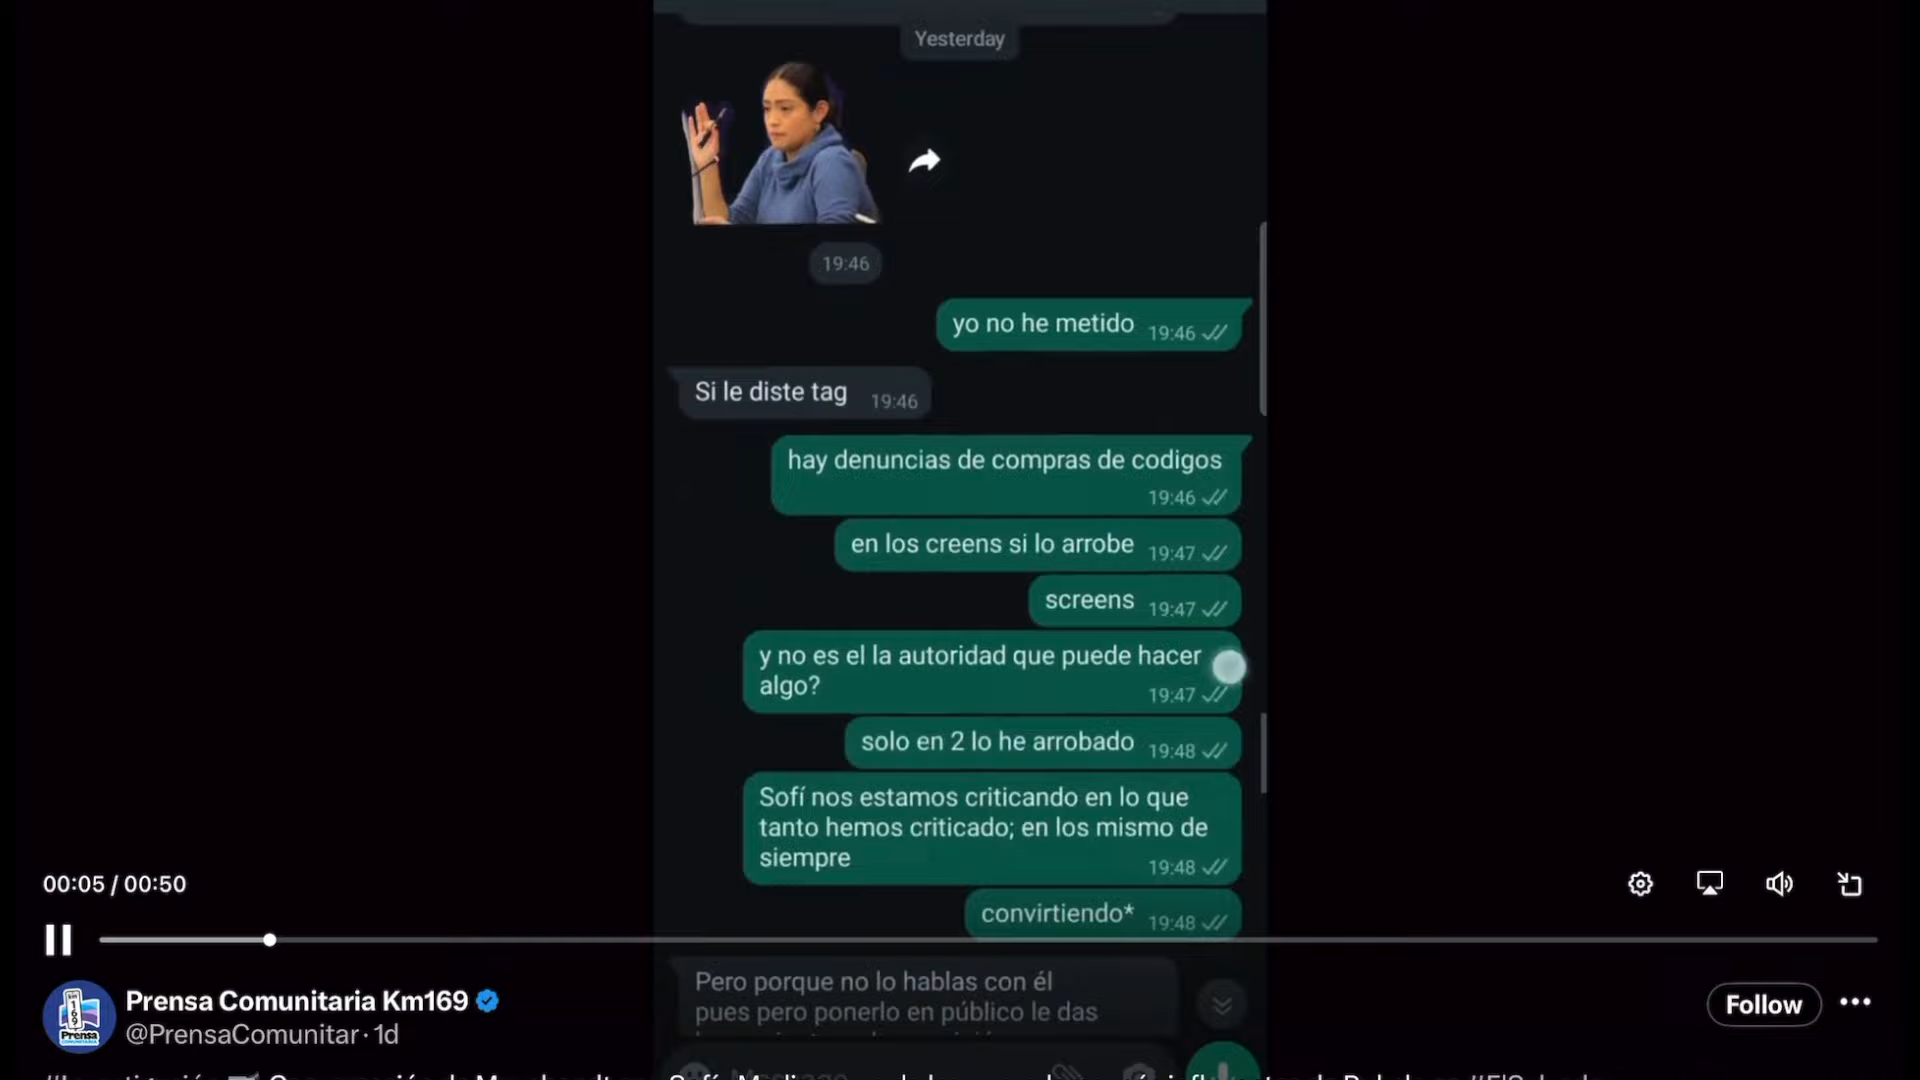 Yesterday
19:46
yo no he metido 19:46
Si le diste tag 19:46
hay denuncias de compras de codigos
19:46
en los creens si lo arrobe 19:47
screens 19:47
y no es el la autoridad que puede hacer
algo? 19:47
solo en 2 lo he arrobado 19:48
Sofí nos estamos criticando en lo que
tanto hemos criticado; en los mismo de
siempre 19:48
convirtiendo* 19:48
Pero porque no lo hablas con él
pues pero ponerlo en público le das
00:05 / 00:50
Prensa Comunitaria Km169
@PrensaComunitar · 1d
Follow